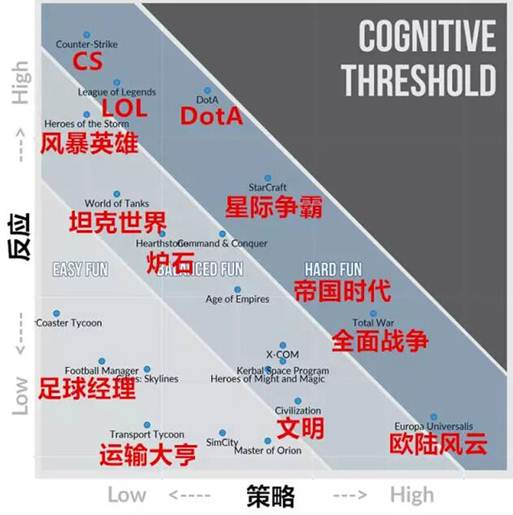 COGNITIVE
THRESHOLD
Counter-Strike
CS
League of Legends
LOL
DotA
DotA
Heroes of the Storm
风暴英雄
StarCraft
星际争霸
World of Tanks
坦克世界
Hearthstone
Command & Conquer
炉石
EASY FUN
BALANCED FUN
HARD FUN
帝国时代
Age of Empires
Coaster Tycoon
Total War
全面战争
X-COM
Football Manager
足球经理
Cities: Skylines
Kerbal Space Program
Heroes of Might and Magic
Civilization
文明
Europa Universalis
欧陆风云
Transport Tycoon
运输大亨
SimCity
Master of Orion
High
--->
反应
<----
Low
Low
<----
策略
--->
High